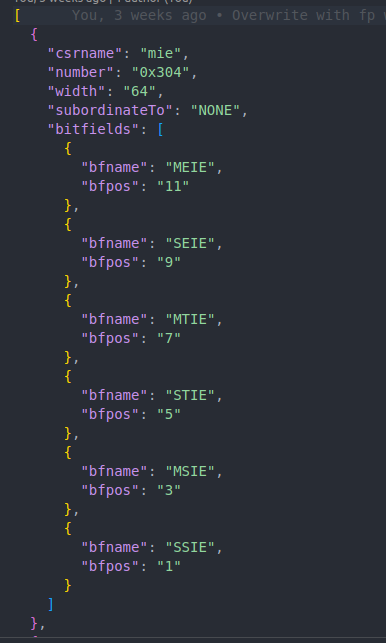 You, 3 weeks ago | 1 author (You)
[      You, 3 weeks ago • Overwrite with fp
  {
    "csrname": "mie",
    "number": "0x304",
    "width": "64",
    "subordinateTo": "NONE",
    "bitfields": [
      {
        "bfname": "MEIE",
        "bfpos": "11"
      },
      {
        "bfname": "SEIE",
        "bfpos": "9"
      },
      {
        "bfname": "MTIE",
        "bfpos": "7"
      },
      {
        "bfname": "STIE",
        "bfpos": "5"
      },
      {
        "bfname": "MSIE",
        "bfpos": "3"
      },
      {
        "bfname": "SSIE",
        "bfpos": "1"
      }
    ]
  },